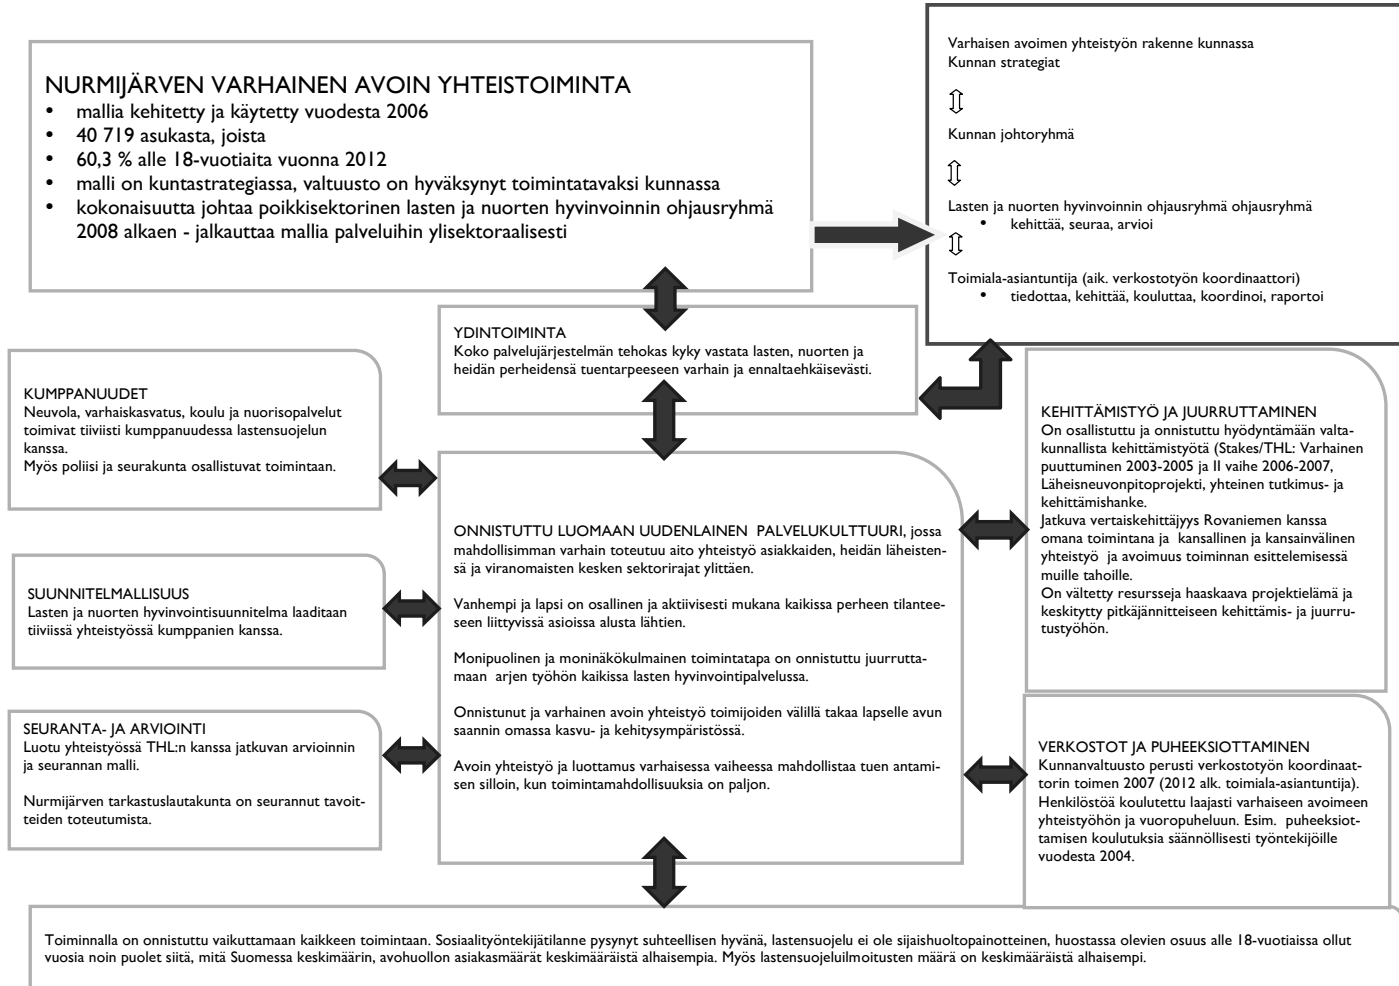 NURMIJÄRVEN VARHAINEN AVOIN YHTEISTOIMINTA
• mallia kehitetty ja käytetty vuodesta 2006
• 40 719 asukasta, joista
• 60,3 % alle 18-vuotiaita vuonna 2012
• malli on kuntastrategiassa, valtuusto on hyväksynyt toimintatavaksi kunnassa
• kokonaisuutta johtaa poikkisektorinen lasten ja nuorten hyvinvoinnin ohjausryhmä
2008 alkaen - jalkauttaa mallia palveluihin ylisektoraalisesti
Varhaisen avoimen yhteistyön rakenne kunnassa
Kunnan strategiat
⇕
Kunnan johtoryhmä
⇕
Lasten ja nuorten hyvinvoinnin ohjausryhmä ohjausryhmä
• kehittää, seuraa, arvioi
⇕
Toimiala-asiantuntija (aik. verkostotyön koordinaattori)
• tiedottaa, kehittää, kouluttaa, koordinoi, raportoi
YDINTOIMINTA
Koko palvelujärjestelmän tehokas kyky vastata lasten, nuorten ja
heidän perheidensä tuentarpeeseen varhain ja ennaltaehkäisevästi.
KUMPPANUUDET
Neuvola, varhaiskasvatus, koulu ja nuorisopalvelut
toimivat tiiviisti kumppanuudessa lastensuojelun
kanssa.
Myös poliisi ja seurakunta osallistuvat toimintaan.
SUUNNITELMALLISUUS
Lasten ja nuorten hyvinvointisuunnitelma laaditaan
tiiviissä yhteistyössä kumppanien kanssa.
SEURANTA- JA ARVIOINTI
Luotu yhteistyössä THL:n kanssa jatkuvan arvioinnin
ja seurannan malli.
Nurmijärven tarkastuslautakunta on seurannut tavoit-
teiden toteutumista.
ONNISTUTTU LUOMAAN UUDENLAINEN PALVELUKULTTUURI, jossa
mahdollisimman varhain toteutuu aito yhteistyö asiakkaiden, heidän läheisten-
sä ja viranomaisten kesken sektorirajat ylittäen.
Vanhempi ja lapsi on osallinen ja aktiivisesti mukana kaikissa perheen tilantee-
seen liittyvissä asioissa alusta lähtien.
Monipuolinen ja moninäkökulmainen toimintatapa on onnistuttu juurrutta-
maan arjen työhön kaikissa lasten hyvinvointipalvelussa.
Onnistunut ja varhainen avoin yhteistyö toimijoiden välillä takaa lapselle avun
saannin omassa kasvu- ja kehitysympäristössä.
Avoin yhteistyö ja luottamus varhaisessa vaiheessa mahdollistaa tuen antami-
sen silloin, kun toimintamahdollisuuksia on paljon.
KEHITTÄMISTYÖ JA JUURRUTTAMINEN
On osallistuttu ja onnistuttu hyödyntämään valta-
kunnallista kehittämistyötä (Stakes/THL: Varhainen
puuttuminen 2003-2005 ja II vaihe 2006-2007,
Läheisneuvonpitoprojekti, yhteinen tutkimus- ja
kehittämishanke.
Jatkuva vertaiskehittäjyys Rovaniemen kanssa
omana toimintana ja kansallinen ja kansainvälinen
yhteistyö ja avoimuus toiminnan esittelemisessä
muille tahoille.
On vältetty resursseja haaskaava projektielämä ja
keskitytty pitkäjännitteiseen kehittämis- ja juurru-
tustyöhön.
VERKOSTOT JA PUHEEKSIOTTAMINEN
Kunnanvaltuusto perusti verkostotyön koordinaat-
torin toimen 2007 (2012 alk. toimiala-asiantuntija).
Henkilöstöä koulutettu laajasti varhaiseen avoimeen
yhteistyöhön ja vuoropuheluun. Esim. puheeksiot-
tamisen koulutuksia säännöllisesti työntekijöille
vuodesta 2004.
Toiminnalla on onnistuttu vaikuttamaan kaikkeen toimintaan. Sosiaalityöntekijätilanne pysynyt suhteellisen hyvänä, lastensuojelu ei ole sijaishuoltopainotteinen, huostassa olevien osuus alle 18-vuotiaissa ollut
vuosia noin puolet siitä, mitä Suomessa keskimäärin, avohuollon asiakasmäärät keskimääräistä alhaisempia. Myös lastensuojeluilmoitusten määrä on keskimääräistä alhaisempi.